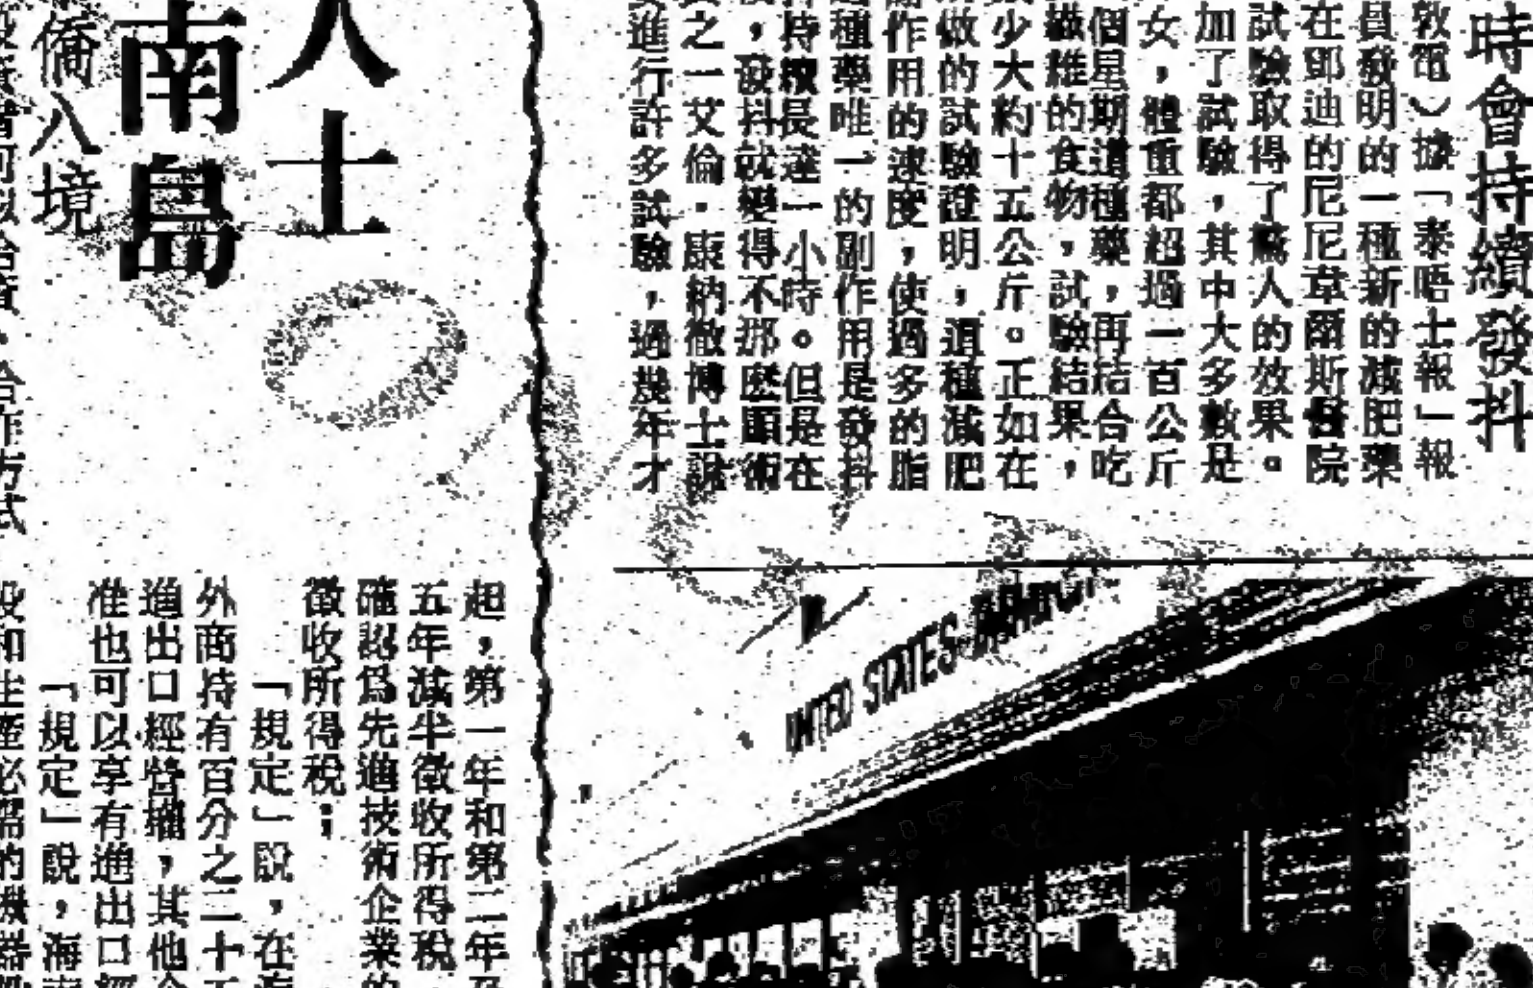 時會持續發抖
敦電）據「泰晤士報」報
員發明的一種新的減肥藥
在鄧迪的尼尼韋爾斯醫院
試驗取得了驚人的效果。
加了試驗，其中大多數是
女，體重都超過一百公斤
個星期這種藥，再結合吃
纖維的食物，試驗結果，
少大約十五公斤。正如在
做的試驗證明，這種減肥
作用的速度，使過多的脂
種藥唯一的副作用是發抖
持續長達一小時。但是在
，發抖就變得不那麽顯
之一艾倫·康納徹博士說
進行許多試驗，過幾年才
人士
南島
僑入境
起，第一年和第二年
五年減半徵收所得稅
確認爲先進技術企業的
徵收所得稅；
「規定」說，在
外商持有百分之二十
進出口經營權，其他
准也可以享有進出口
「規定」說，海
UNITED STATES